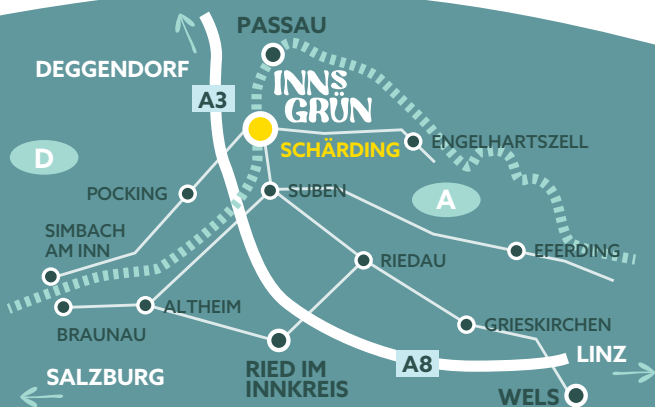 PASSAU
DEGGENDORF
INNs
GRÜN
A3
SCHÄRDING
ENGELHARTSZELL
D
POCKING
SUBEN
A
SIMBACH
AM INN
EFERDING
RIEDAU
ALTHEIM
BRAUNAU
GRIESKIRCHEN
LINZ
A8
RIED IM
INNKREIS
SALZBURG
WELS